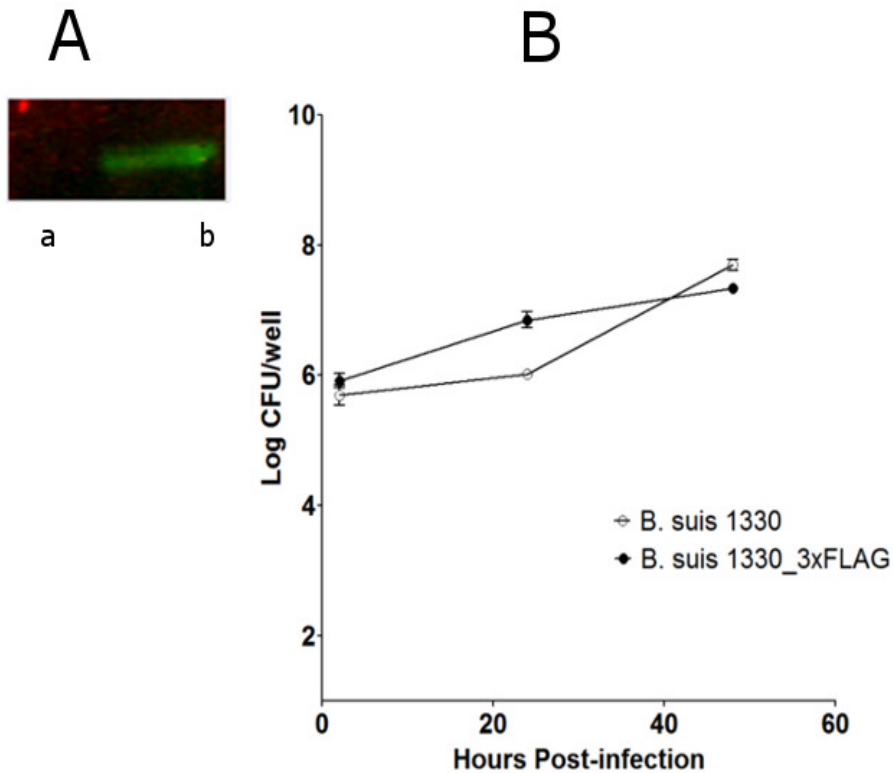 A
B
a
b
10
8
6
4
2
Log CFU/well
B. suis 1330
B. suis 1330_3xFLAG
0
20
40
60
Hours Post-infection